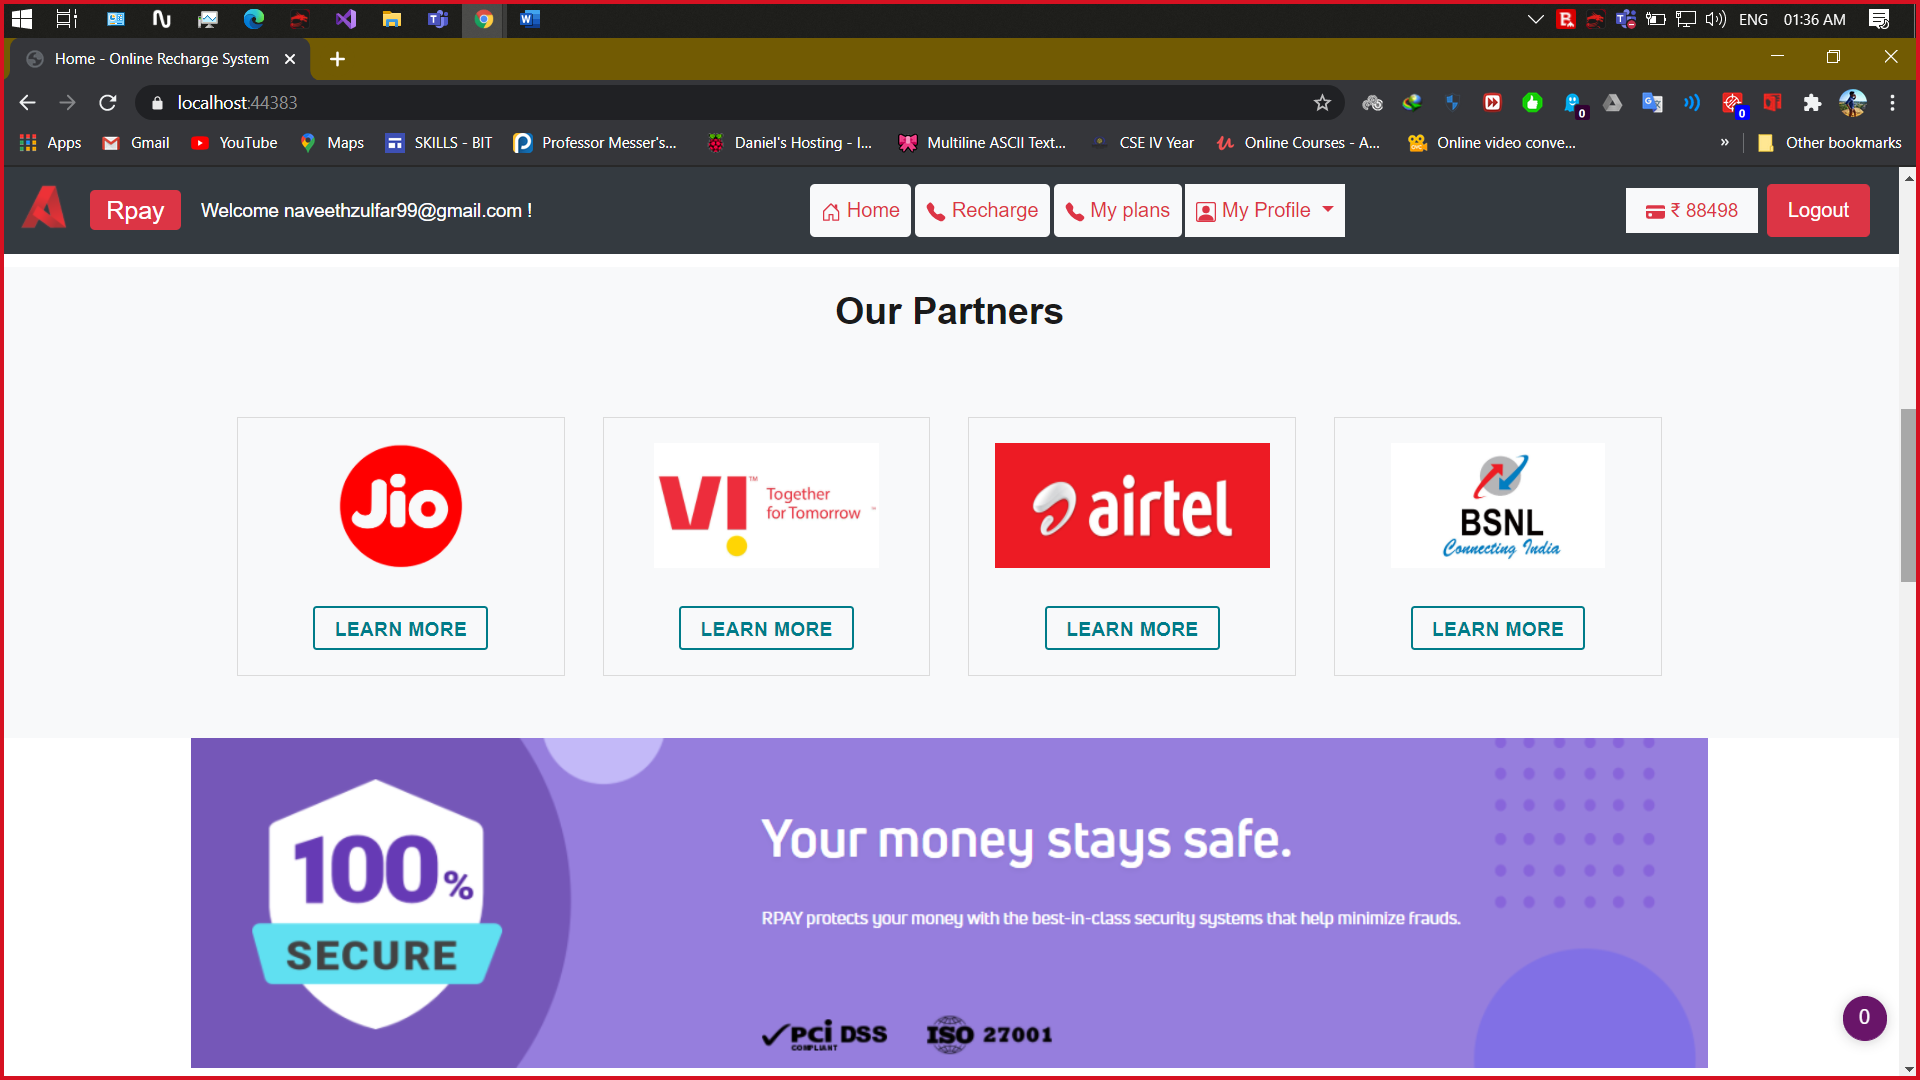 ENG 01:36 AM
Home - Online Recharge System
localhost:44383
0 0
Apps Gmail YouTube Maps SKILLS - BIT Professor Messer's... Daniel's Hosting - I... Multiline ASCII Text... CSE IV Year Online Courses - A... Online video conve... » Other bookmarks
Rpay Welcome naveethzulfar99@gmail.com ! Home Recharge My plans My Profile ₹ 88498 Logout
Our Partners
Jio
VI™ Together for Tomorrow
airtel
BSNL
Connecting India
LEARN MORE LEARN MORE LEARN MORE LEARN MORE
100%
SECURE
Your money stays safe.
RPAY protects your money with the best-in-class security systems that help minimize frauds.
PCI DSS
COMPLIANT
ISO 27001
0